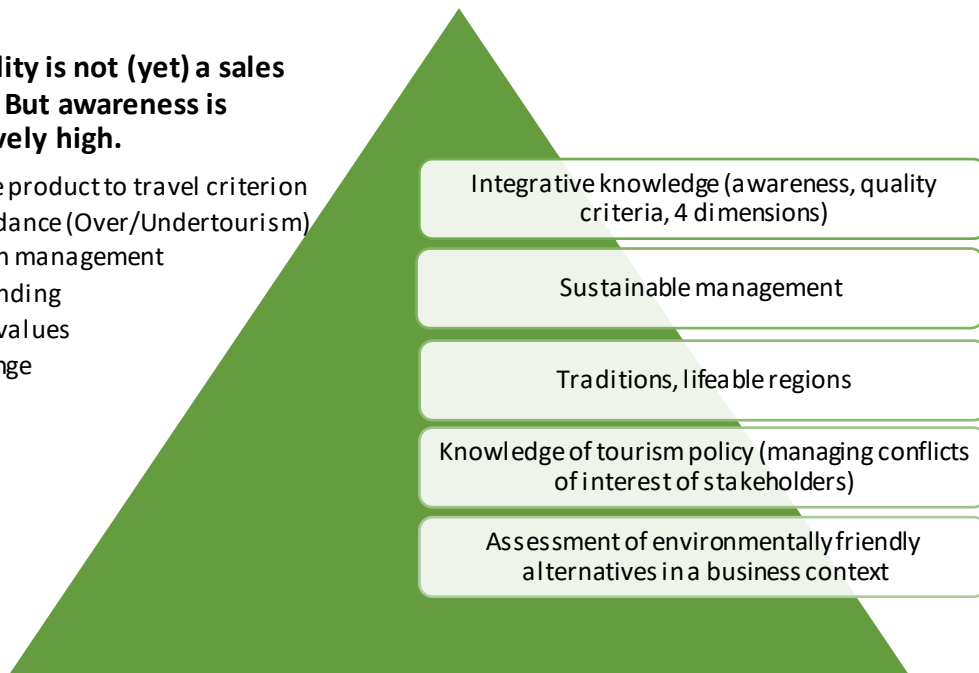 lity is not (yet) a sales
But awareness is
vely high.
e product to travel criterion
dance (Over/Undertourism)
n management
nding
values
nge
Integrative knowledge (awareness, quality
criteria, 4 dimensions)
Sustainable management
Traditions, lifeable regions
Knowledge of tourism policy (managing conflicts
of interest of stakeholders)
Assessment of environmentally friendly
alternatives in a business context